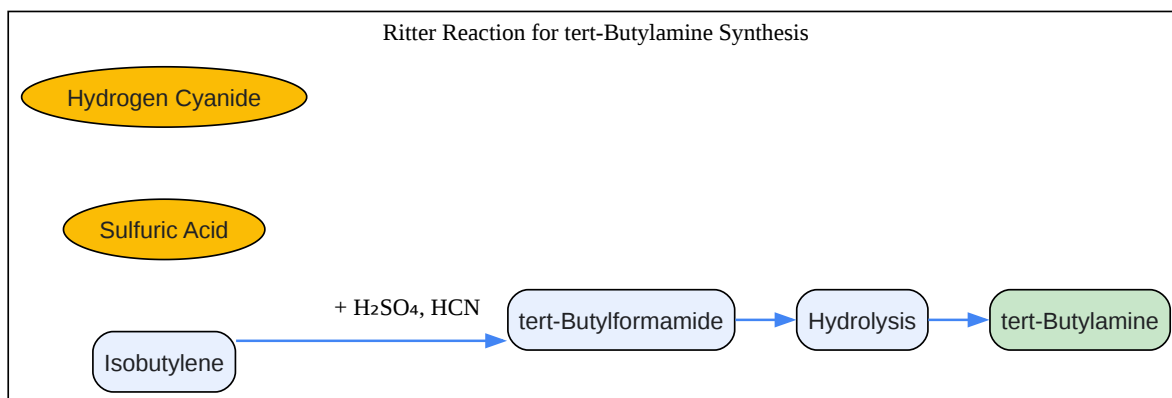 Ritter Reaction for tert-Butylamine Synthesis
Hydrogen Cyanide
Sulfuric Acid
+ H₂SO₄, HCN
Isobutylene
tert-Butylformamide
Hydrolysis
tert-Butylamine